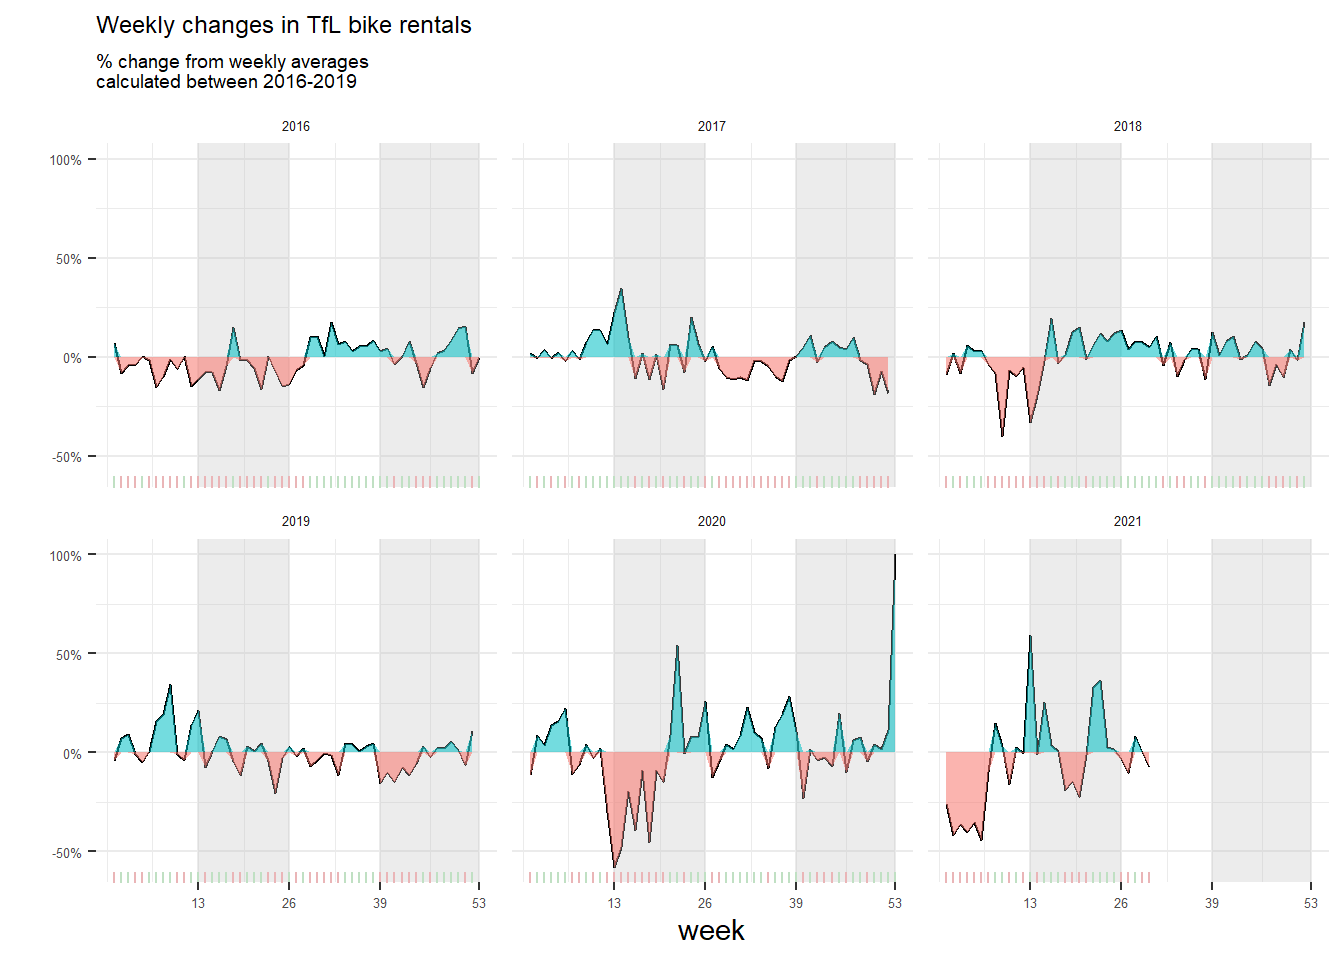 Weekly changes in TfL bike rentals
% change from weekly averages
calculated between 2016-2019
2016 2017 2018
100%
50%
0%
-50%
2019 2020 2021
100%
50%
0%
-50%
13 26 39 53 13 26 39 53 13 26 39 53
week